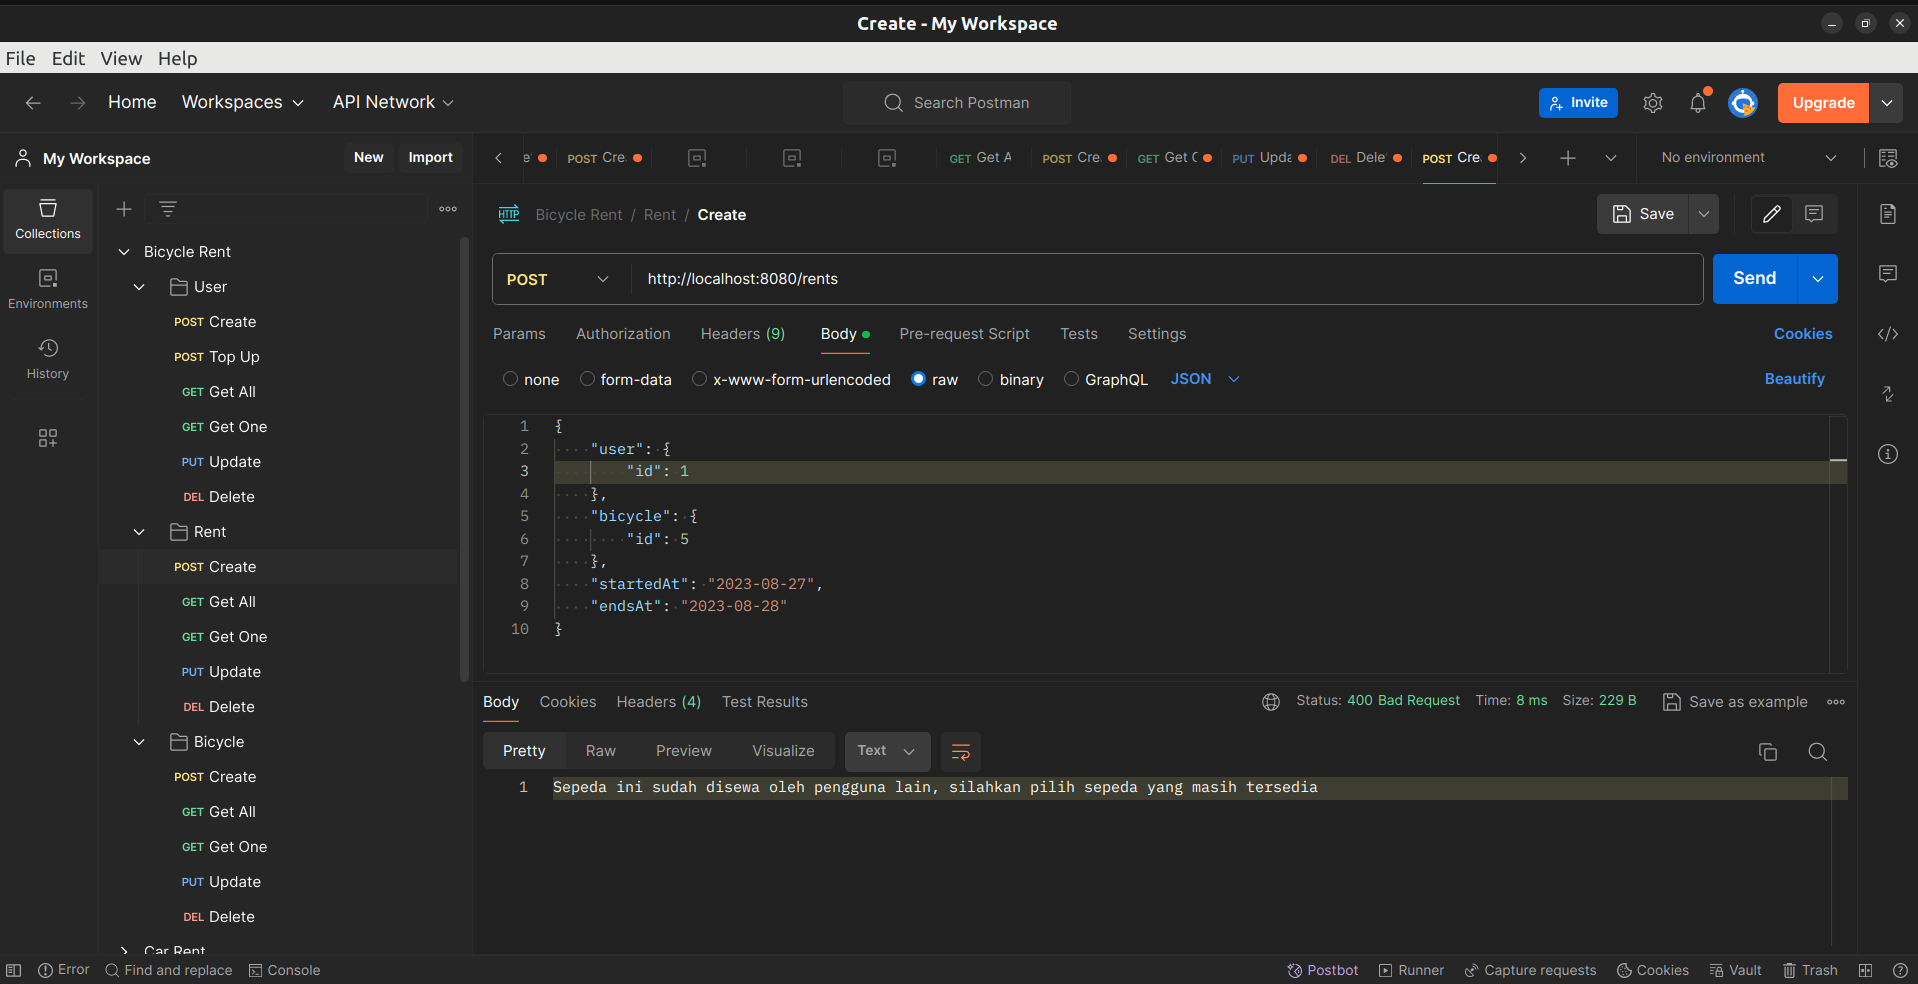 Create - My Workspace
File Edit View Help
Home Workspaces API Network Search Postman Invite Upgrade
My Workspace New Import
POST Cre GET Get A POST Cre GET Get PUT Upda DEL Dele POST Cre No environment
Collections
Environments
History
Bicycle Rent
User
POST Create
POST Top Up
GET Get All
GET Get One
PUT Update
DEL Delete
Rent
POST Create
GET Get All
GET Get One
PUT Update
DEL Delete
Bicycle
POST Create
GET Get All
GET Get One
PUT Update
DEL Delete
Car Rent
HTTP Bicycle Rent / Rent / Create Save
POST http://localhost:8080/rents Send
Params Authorization Headers (9) Body Pre-request Script Tests Settings Cookies
none form-data x-www-form-urlencoded raw binary GraphQL JSON Beautify
1 {
2 "user": {
3 "id": 1
4 },
5 "bicycle": {
6 "id": 5
7 },
8 "startedAt": "2023-08-27",
9 "endsAt": "2023-08-28"
10 }
Body Cookies Headers (4) Test Results Status: 400 Bad Request Time: 8 ms Size: 229 B Save as example
Pretty Raw Preview Visualize Text
1 Sepeda ini sudah disewa oleh pengguna lain, silahkan pilih sepeda yang masih tersedia
Error Find and replace Console Postbot Runner Capture requests Cookies Vault Trash